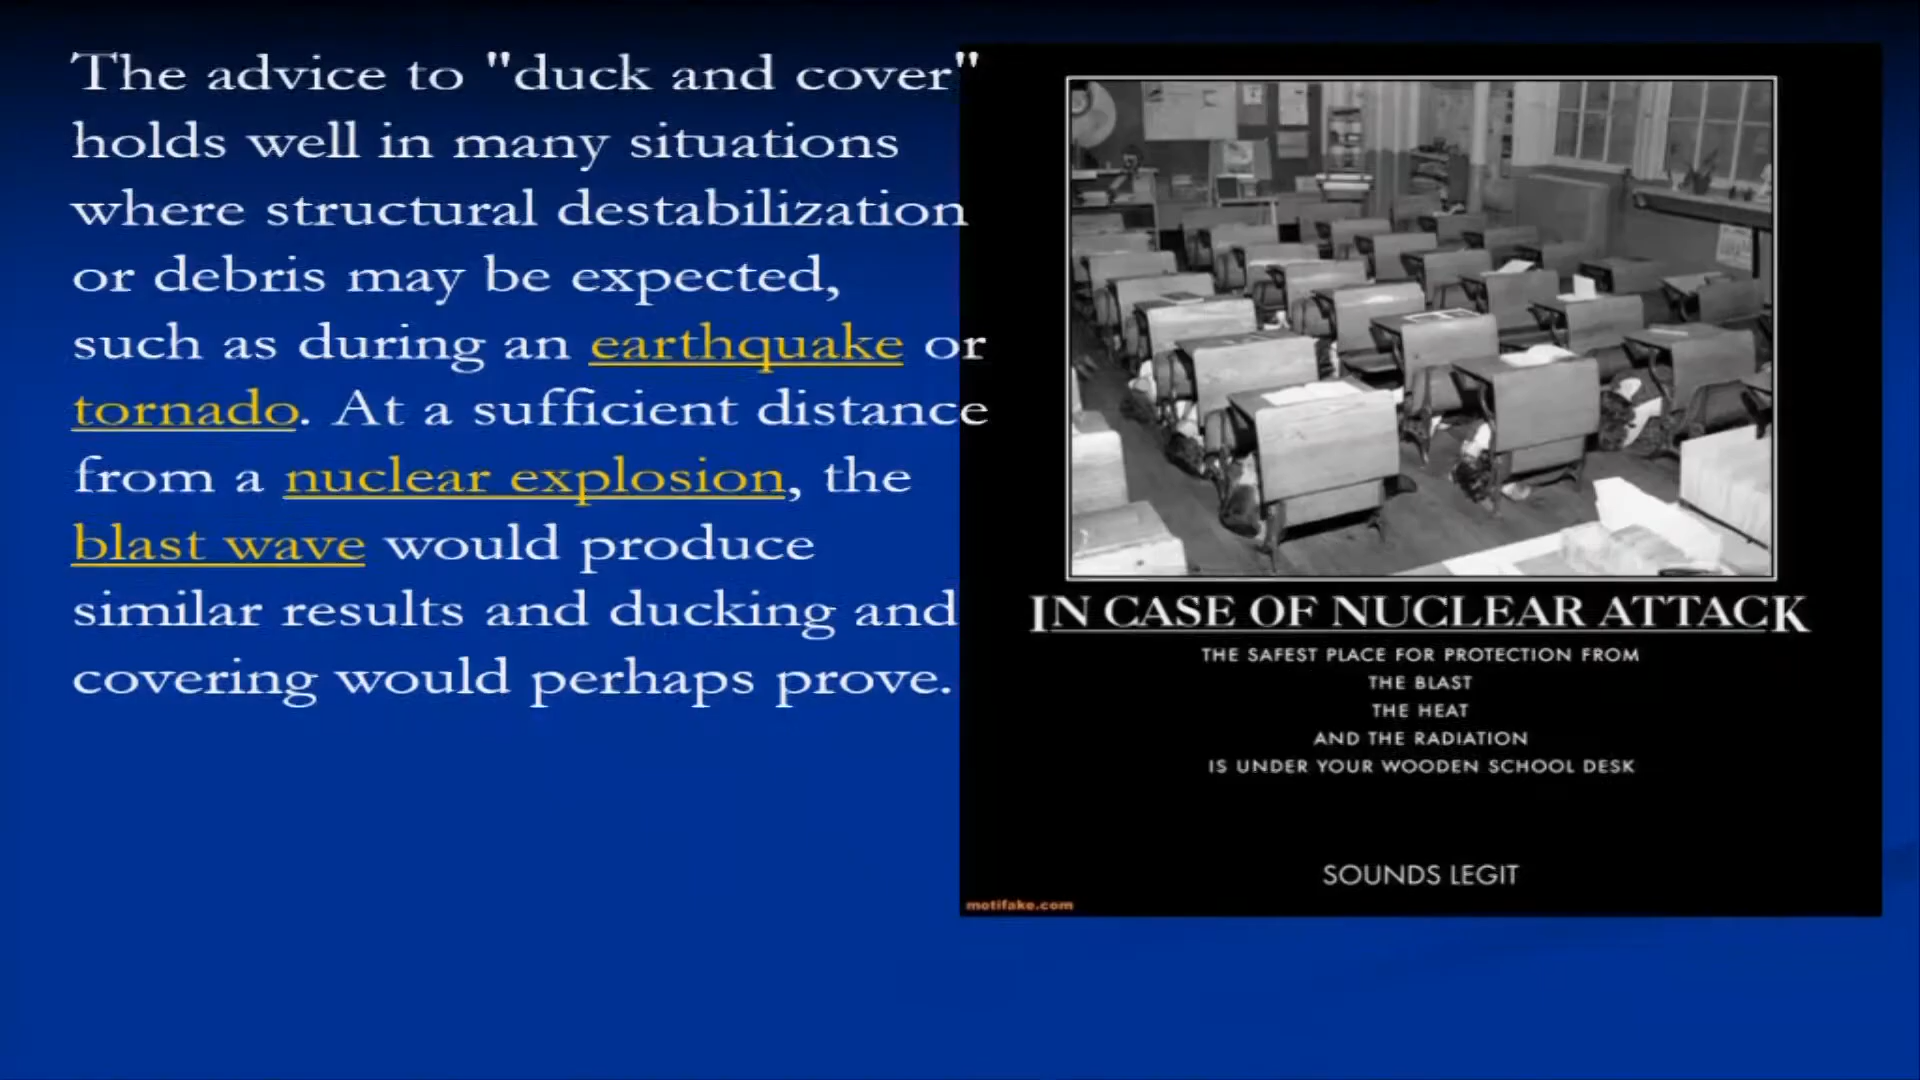 The advice to "duck and cover"
holds well in many situations
where structural destabilization
or debris may be expected,
such as during an earthquake or
tornado. At a sufficient distance
from a nuclear explosion, the
blast wave would produce
similar results and ducking and
covering would perhaps prove.
IN CASE OF NUCLEAR ATTACK
THE SAFEST PLACE FOR PROTECTION FROM
THE BLAST
THE HEAT
AND THE RADIATION
IS UNDER YOUR WOODEN SCHOOL DESK
SOUNDS LEGIT
motifake.com